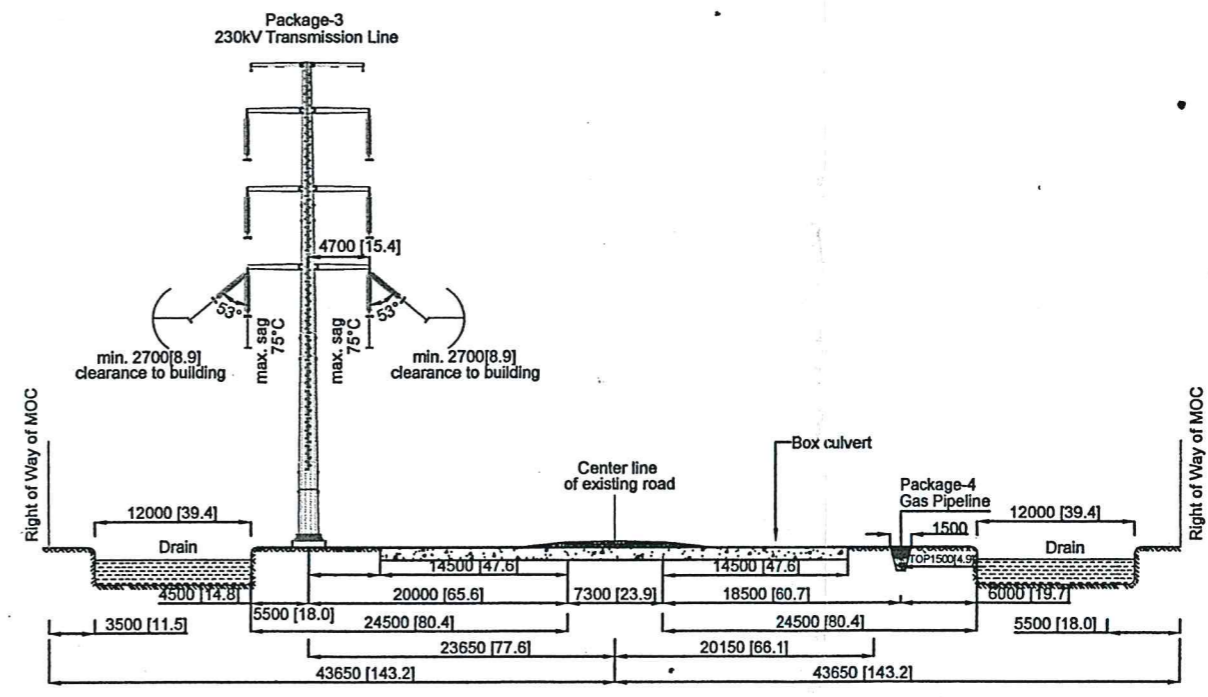 Package-3
230kV Transmission Line
4700 [15.4]
53°
53°
max. sag
75°C
max. sag
75°C
min. 2700[8.9]
clearance to building
min. 2700[8.9]
clearance to building
Right of Way of MOC
Right of Way of MOC
Box culvert
Center line
of existing road
Package-4
Gas Pipeline
12000 [39.4]
1500
12000 [39.4]
Drain
Drain
TOP1500[4.9]
14500 [47.6]
14500 [47.6]
4500 [14.8]
20000 [65.6]
7300 [23.9]
18500 [60.7]
6000 [19.7]
5500 [18.0]
3500 [11.5]
24500 [80.4]
24500 [80.4]
5500 [18.0]
23650 [77.6]
20150 [66.1]
43650 [143.2]
43650 [143.2]